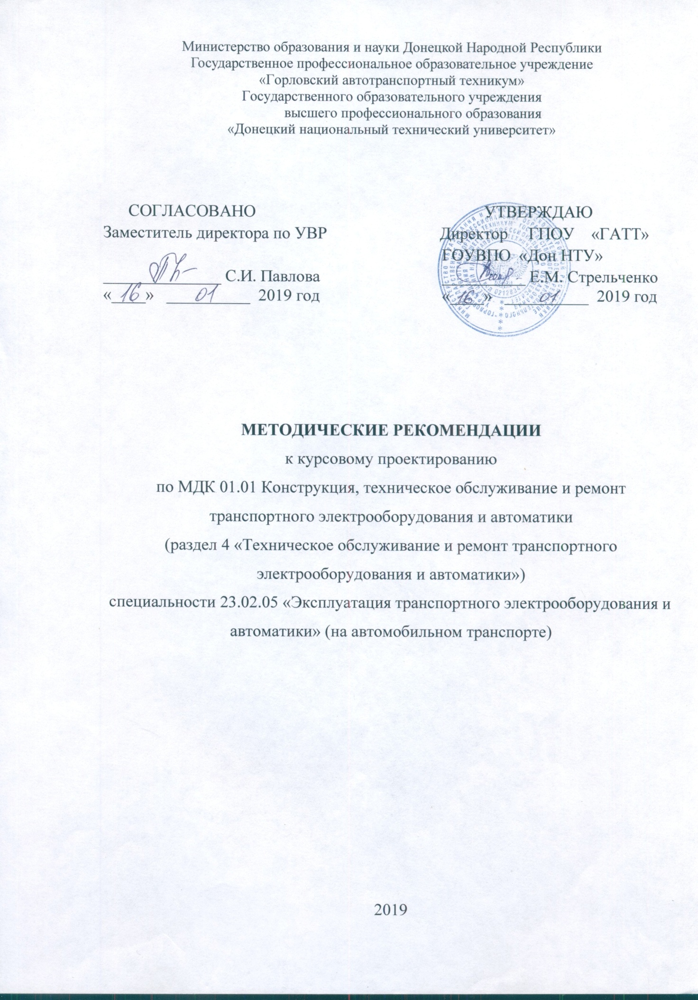 Министерство образования и науки Донецкой Народной Республики
Государственное профессиональное образовательное учреждение
«Горловский автотранспортный техникум»
Государственного образовательного учреждения
высшего профессионального образования
«Донецкий национальный технический университет»
СОГЛАСОВАНО
Заместитель директора по УВР
С.И. Павлова
«16» 01 2019 год
УТВЕРЖДАЮ
Директор ГПОУ «ГАТТ»
ГОУВПО «Дон НТУ»
Е.М. Стрельченко
«16» 01 2019 год
МЕТОДИЧЕСКИЕ РЕКОМЕНДАЦИИ
к курсовому проектированию
по МДК 01.01 Конструкция, техническое обслуживание и ремонт
транспортного электрооборудования и автоматики
(раздел 4 «Техническое обслуживание и ремонт транспортного
электрооборудования и автоматики»)
специальности 23.02.05 «Эксплуатация транспортного электрооборудования и
автоматики» (на автомобильном транспорте)
2019